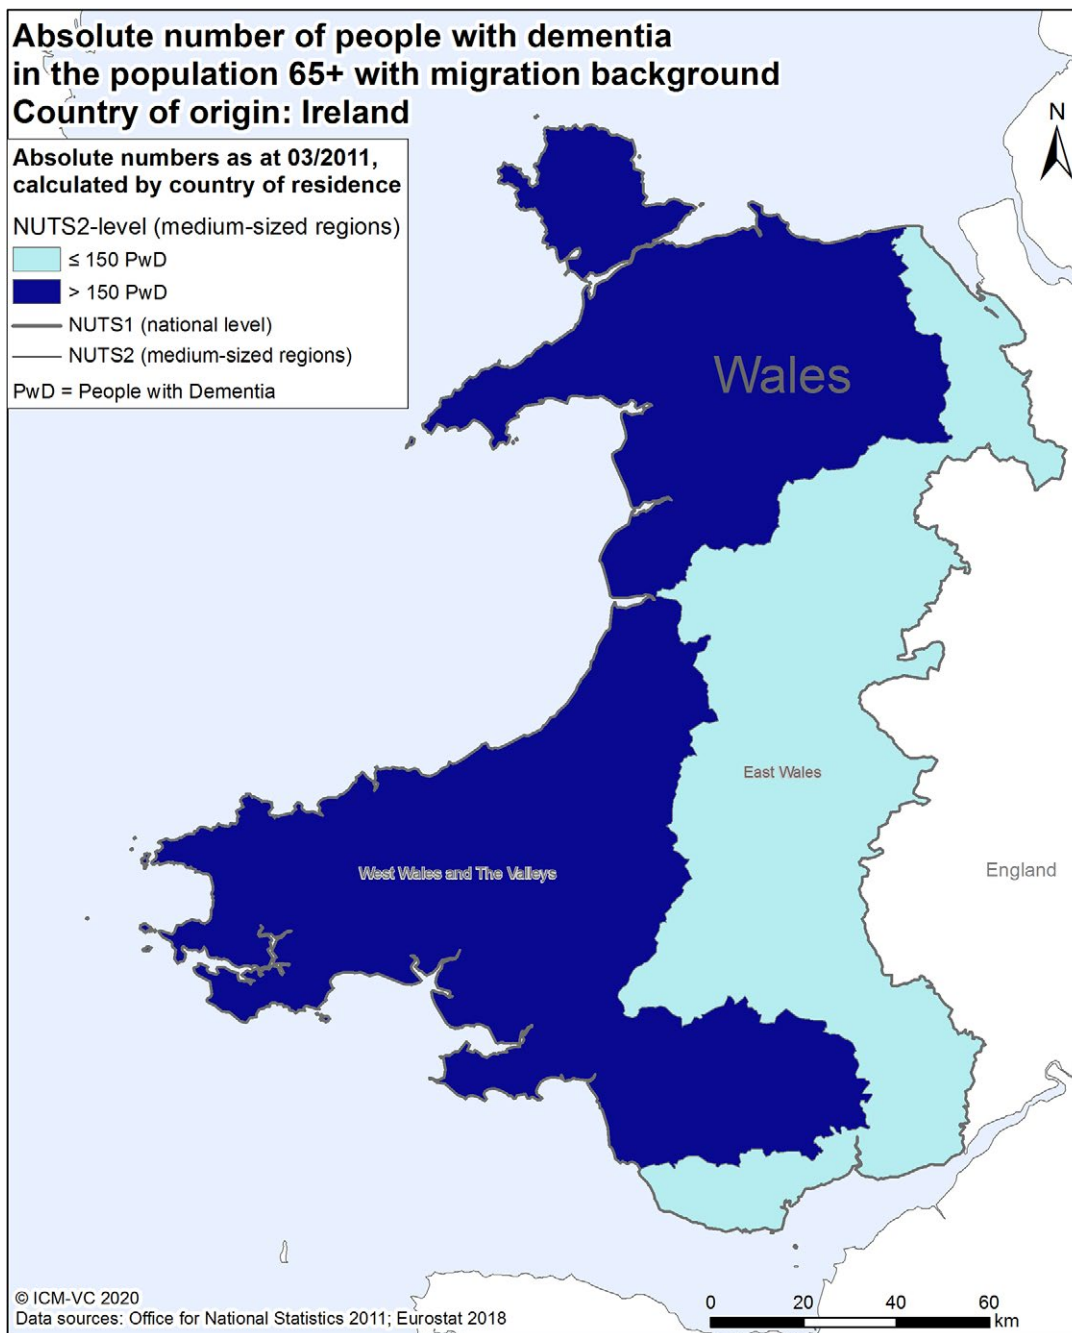 Absolute number of people with dementia
in the population 65+ with migration background
Country of origin: Ireland
Absolute numbers as at 03/2011,
calculated by country of residence
NUTS2-level (medium-sized regions)
≤ 150 PwD
> 150 PwD
NUTS1 (national level)
NUTS2 (medium-sized regions)
PwD = People with Dementia
N
Wales
East Wales
West Wales and The Valleys
England
© ICM-VC 2020
Data sources: Office for National Statistics 2011; Eurostat 2018
0 20 40 60
km